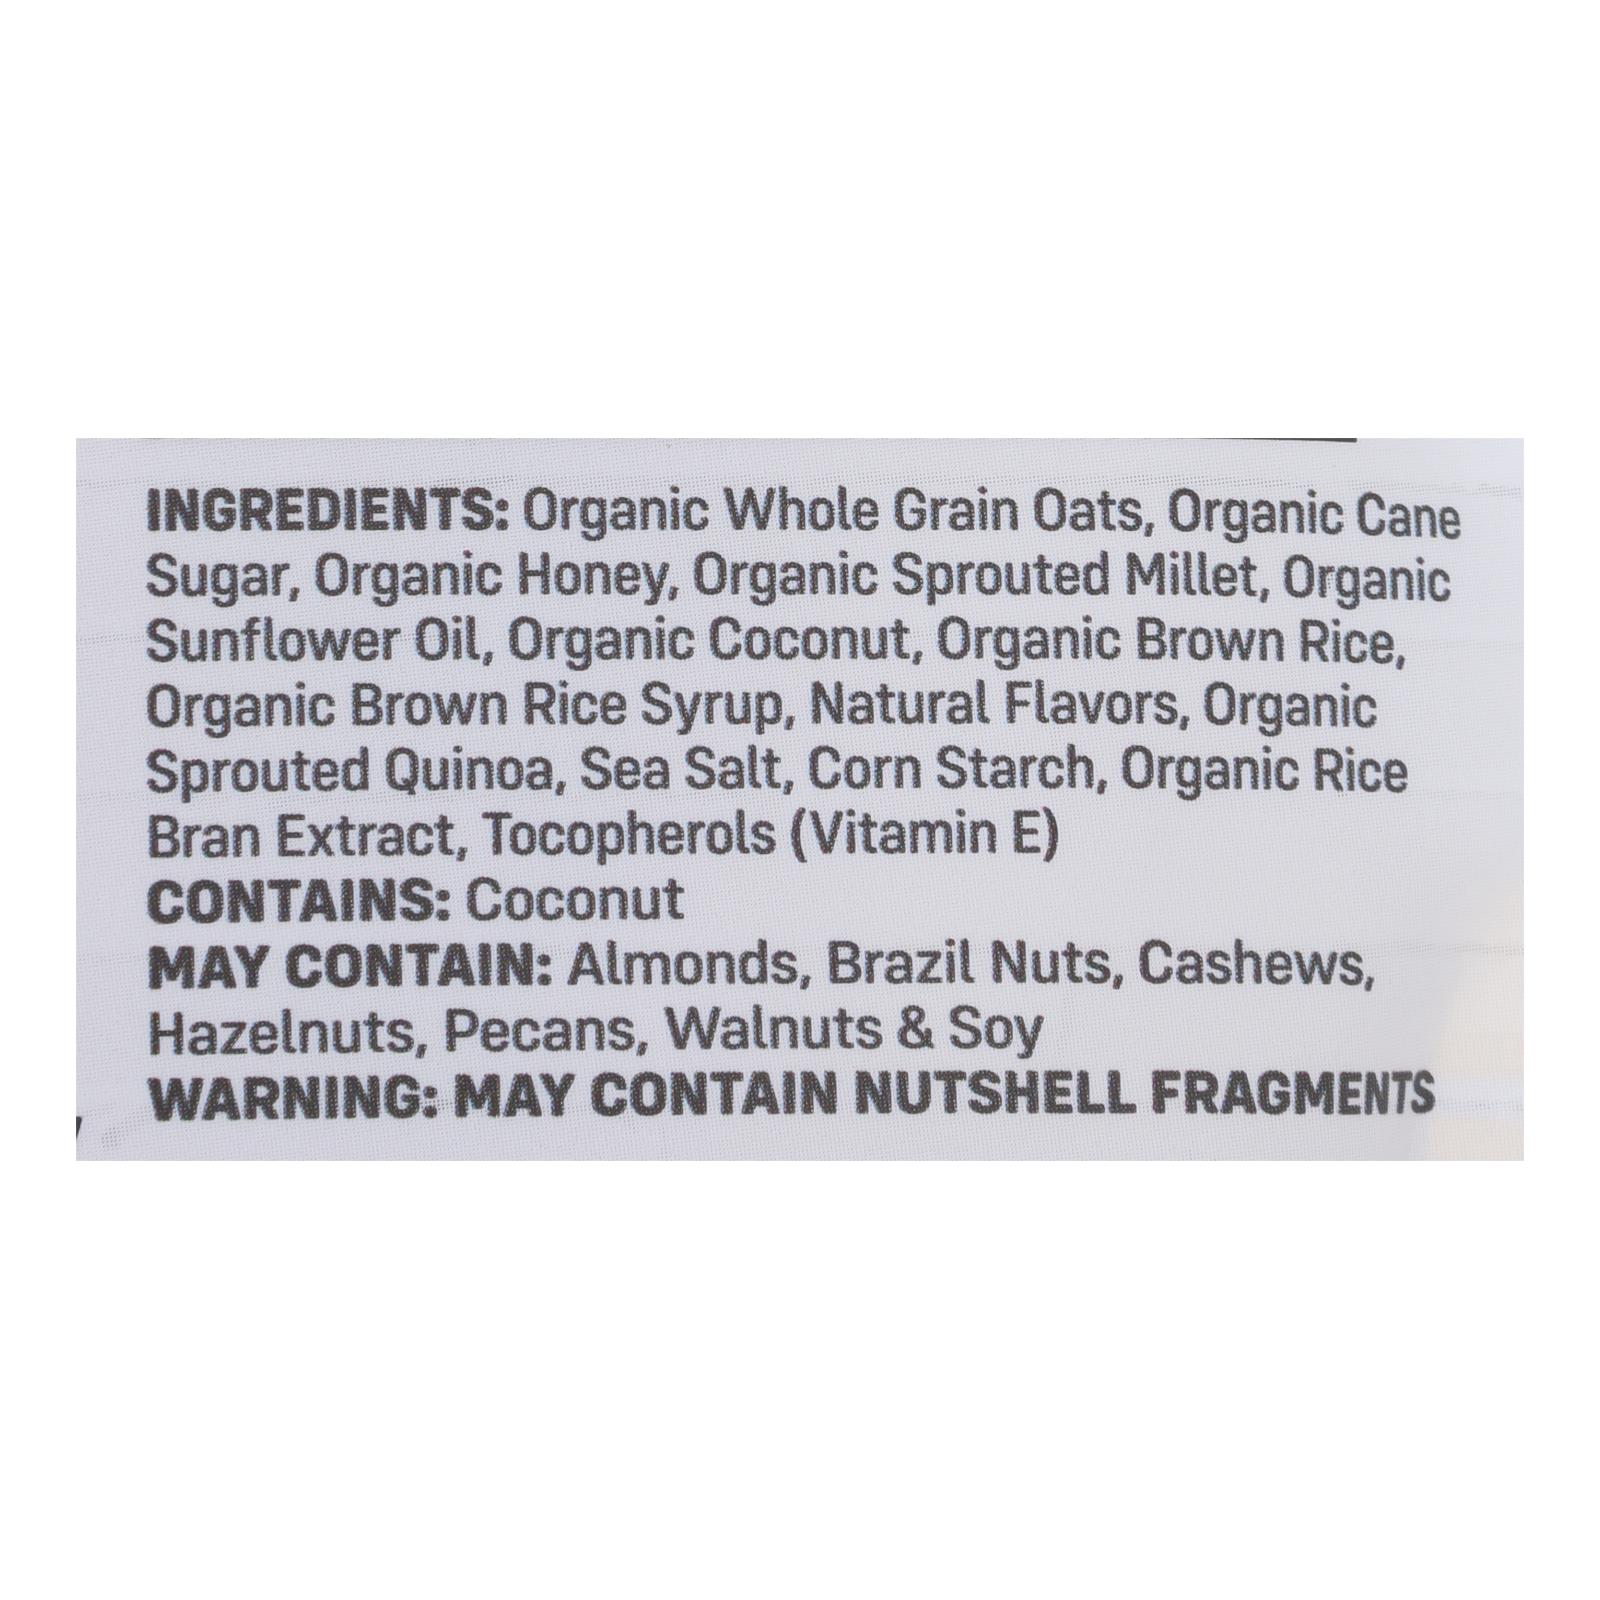 INGREDIENTS: Organic Whole Grain Oats, Organic Cane
Sugar, Organic Honey, Organic Sprouted Millet, Organic
Sunflower Oil, Organic Coconut, Organic Brown Rice,
Organic Brown Rice Syrup, Natural Flavors, Organic
Sprouted Quinoa, Sea Salt, Corn Starch, Organic Rice
Bran Extract, Tocopherols (Vitamin E)
CONTAINS: Coconut
MAY CONTAIN: Almonds, Brazil Nuts, Cashews,
Hazelnuts, Pecans, Walnuts & Soy
WARNING: MAY CONTAIN NUTSHELL FRAGMENTS